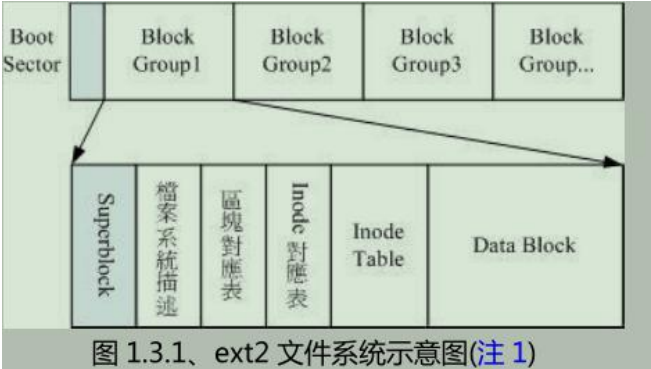 Boot Sector
Block Group1
Block Group2
Block Group3
Block Group...
Superblock
檔案系統描述
區塊對應表
Inode 對應表
Inode Table
Data Block
图 1.3.1、ext2 文件系统示意图(注 1)